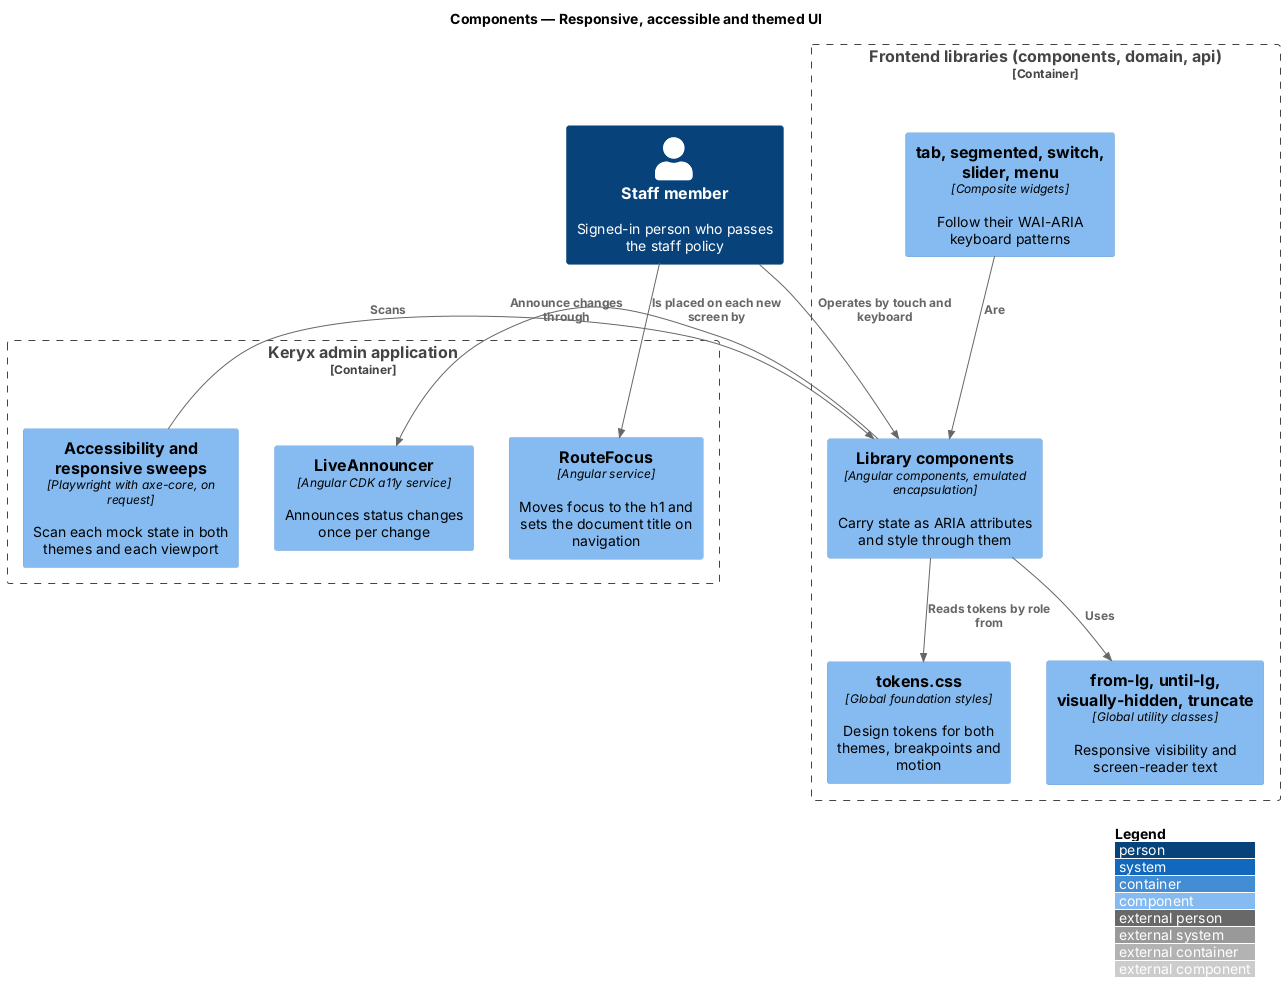 Components — Responsive, accessible and themed UI
Frontend libraries (components, domain, api)
[Container]
tab, segmented, switch,
slider, menu
[Composite widgets]
Follow their WAI-ARIA
keyboard patterns
Staff member
Signed-in person who passes
the staff policy
Scans
Announce changes
through
Is placed on each new
screen by
Operates by touch and
keyboard
Are
Keryx admin application
[Container]
Accessibility and
responsive sweeps
[Playwright with axe-core, on
request]
Scan each mock state in both
themes and each viewport
LiveAnnouncer
[Angular CDK a11y service]
Announces status changes
once per change
RouteFocus
[Angular service]
Moves focus to the h1 and
sets the document title on
navigation
Library components
[Angular components, emulated
encapsulation]
Carry state as ARIA attributes
and style through them
Reads tokens by role
from
Uses
tokens.css
[Global foundation styles]
Design tokens for both
themes, breakpoints and
motion
from-lg, until-lg,
visually-hidden, truncate
[Global utility classes]
Responsive visibility and
screen-reader text
Legend
person
system
container
component
external person
external system
external container
external component